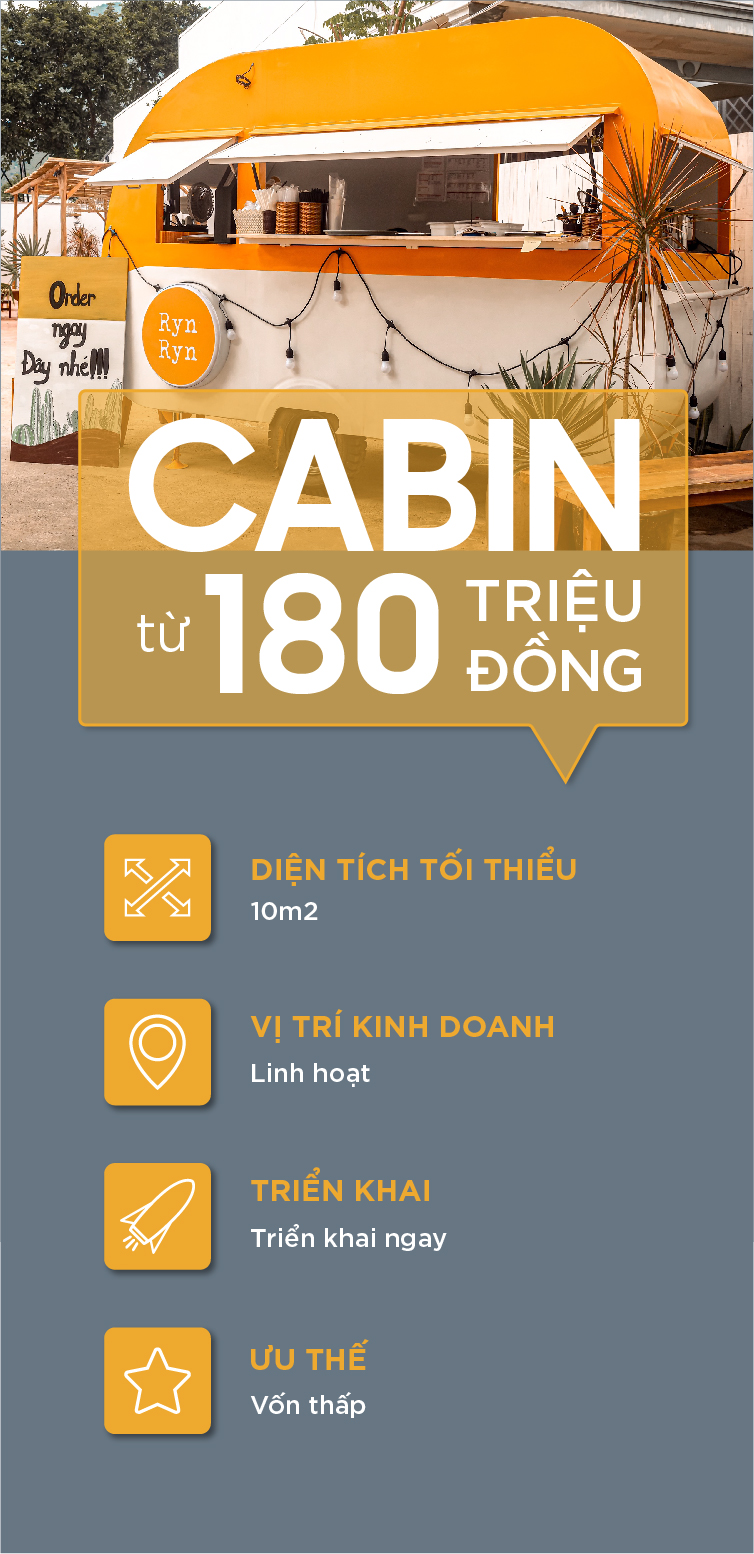 Order
ngay
Đây nhé!!!
Ryn
Ryn
CABIN
từ 180 TRIỆU
ĐỒNG
DIỆN TÍCH TỐI THIỂU
10m2
VỊ TRÍ KINH DOANH
Linh hoạt
TRIỂN KHAI
Triển khai ngay
ƯU THẾ
Vốn thấp